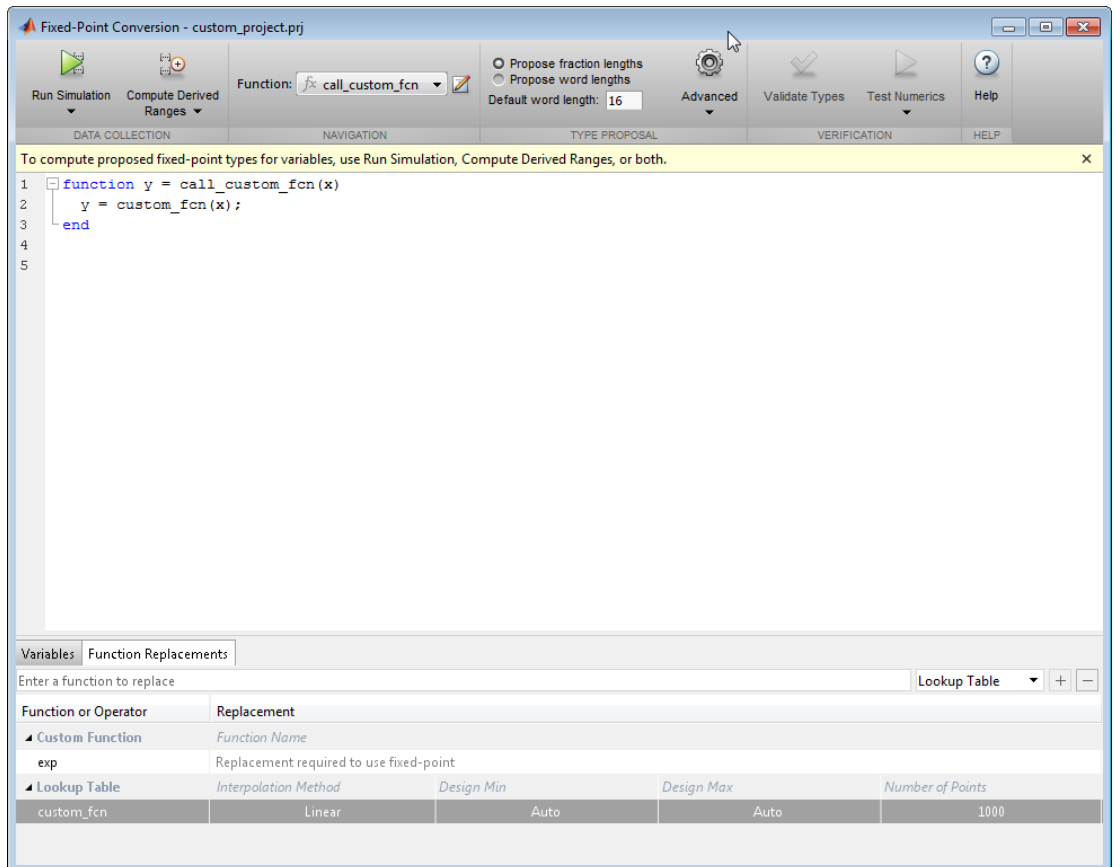 Fixed-Point Conversion - custom_project.prj
Run Simulation
Compute Derived Ranges
Function: fx call_custom_fcn
Propose fraction lengths
Propose word lengths
Default word length: 16
Advanced
Validate Types
Test Numerics
Help
DATA COLLECTION NAVIGATION TYPE PROPOSAL VERIFICATION HELP
To compute proposed fixed-point types for variables, use Run Simulation, Compute Derived Ranges, or both.
1 function y = call_custom_fcn(x)
2 y = custom_fcn(x);
3 end
4
5
Variables Function Replacements
Enter a function to replace Lookup Table
Function or Operator Replacement
Custom Function Function Name
exp Replacement required to use fixed-point
Lookup Table Interpolation Method Design Min Design Max Number of Points
custom_fcn Linear Auto Auto 1000